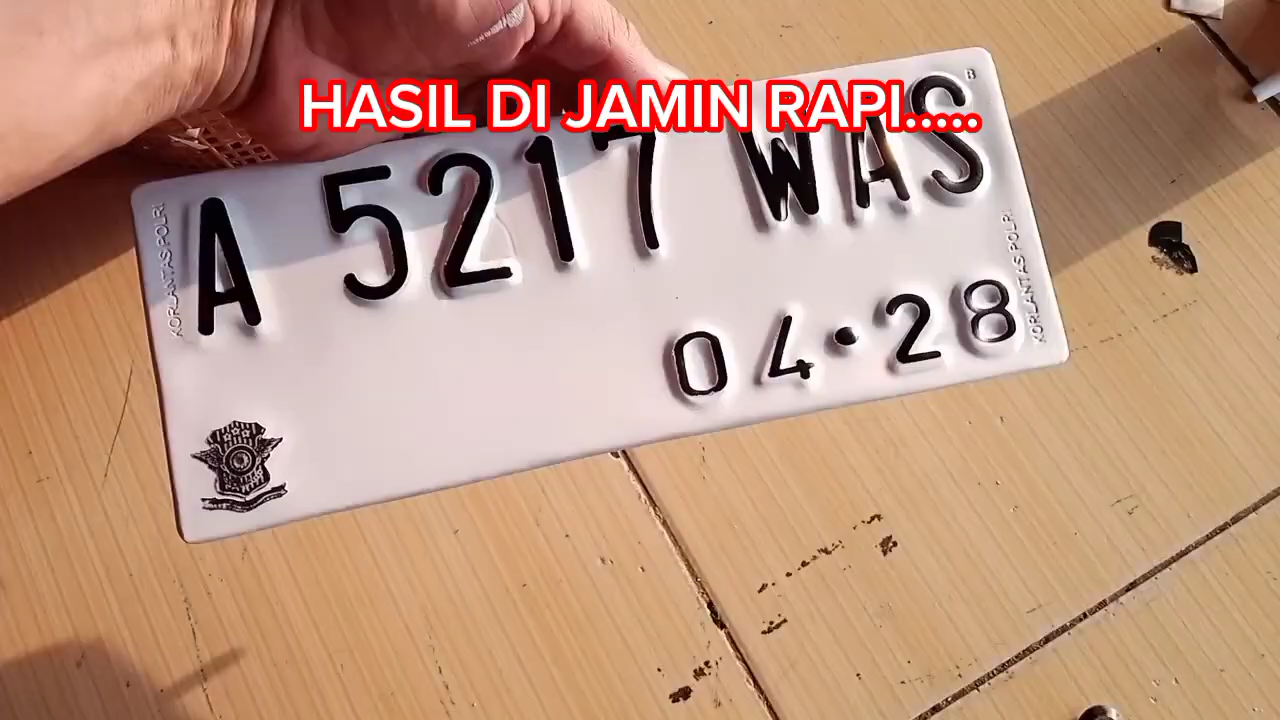 HASIL DI JAMIN RAPI.....
A 5217 WAS
04·28
KORLANTAS POLRI
KORLANTAS POLRI